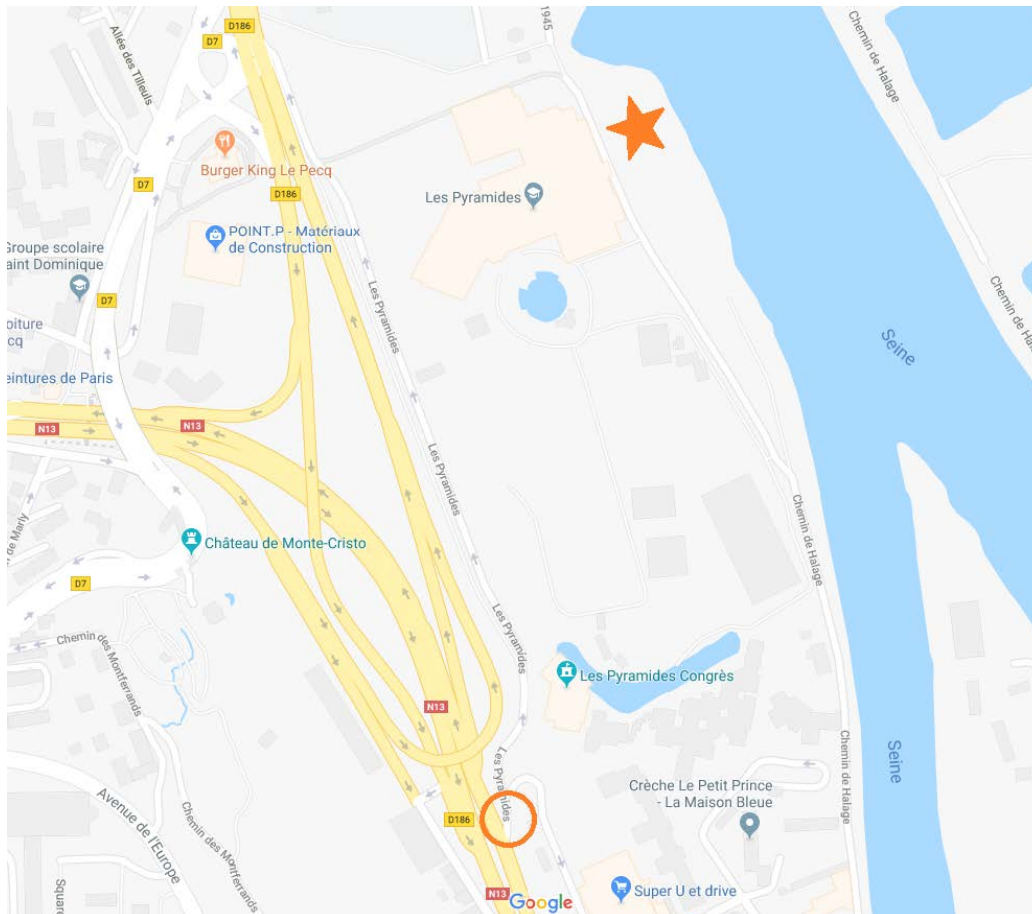 D186
D7
1945
Allée des Tilleuls
Chemin de Halage
Burger King Le Pecq
D7
D186
Les Pyramides
POINT.P - Matériaux
de Construction
Groupe scolaire
aint Dominique
D7
Les Pyramides
Chemin de Halage
oiture
cq
Seine
eintures de Paris
N13
N13
Les Pyramides
de Marly
Chemin de Halage
Château de Monte-Cristo
D7
Chemin des Montferrands
Les Pyramides
Les Pyramides Congrès
N13
Chemin de Halage
Seine
Les Pyramides
Crèche Le Petit Prince
- La Maison Bleue
Avenue de l'Europe
Chemin des Montferrands
D186
Square
N13
Google
Super U et drive